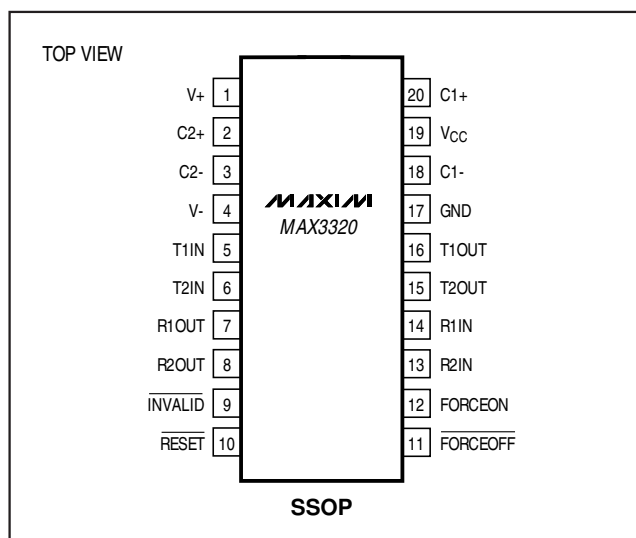 TOP VIEW
V+ 1 20 C1+
C2+ 2 19 VCC
C2- 3 18 C1-
V- 4 17 GND
MAXIM
MAX3320
T1IN 5 16 T1OUT
T2IN 6 15 T2OUT
R1OUT 7 14 R1IN
R2OUT 8 13 R2IN
INVALID 9 12 FORCEON
RESET 10 11 FORCEOFF
SSOP